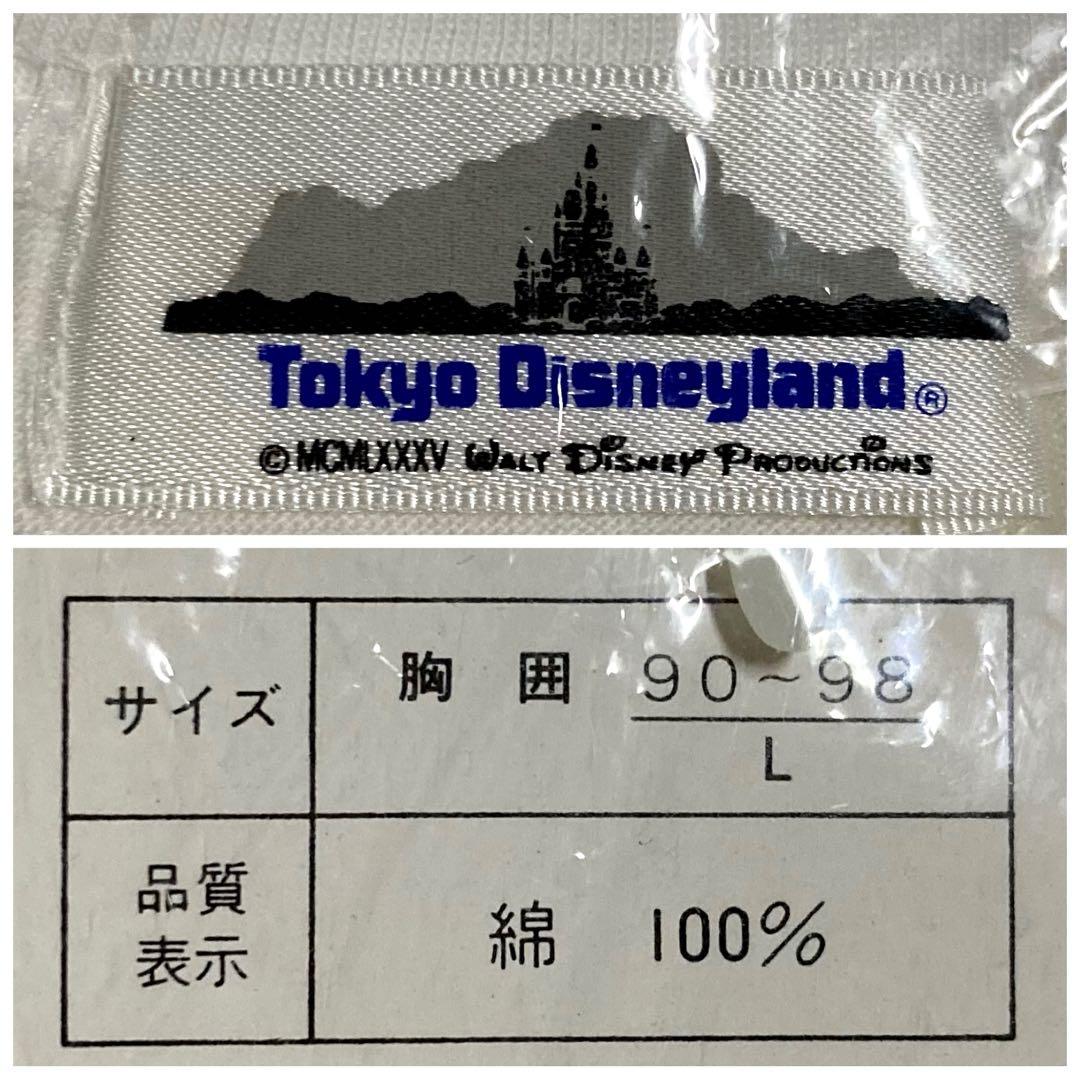 Tokyo Disneyland®
©MCMLXXXV WALT DISNEY PRODUCTIONS
サイズ
胸囲 90~98
L
品質
表示
綿 100%